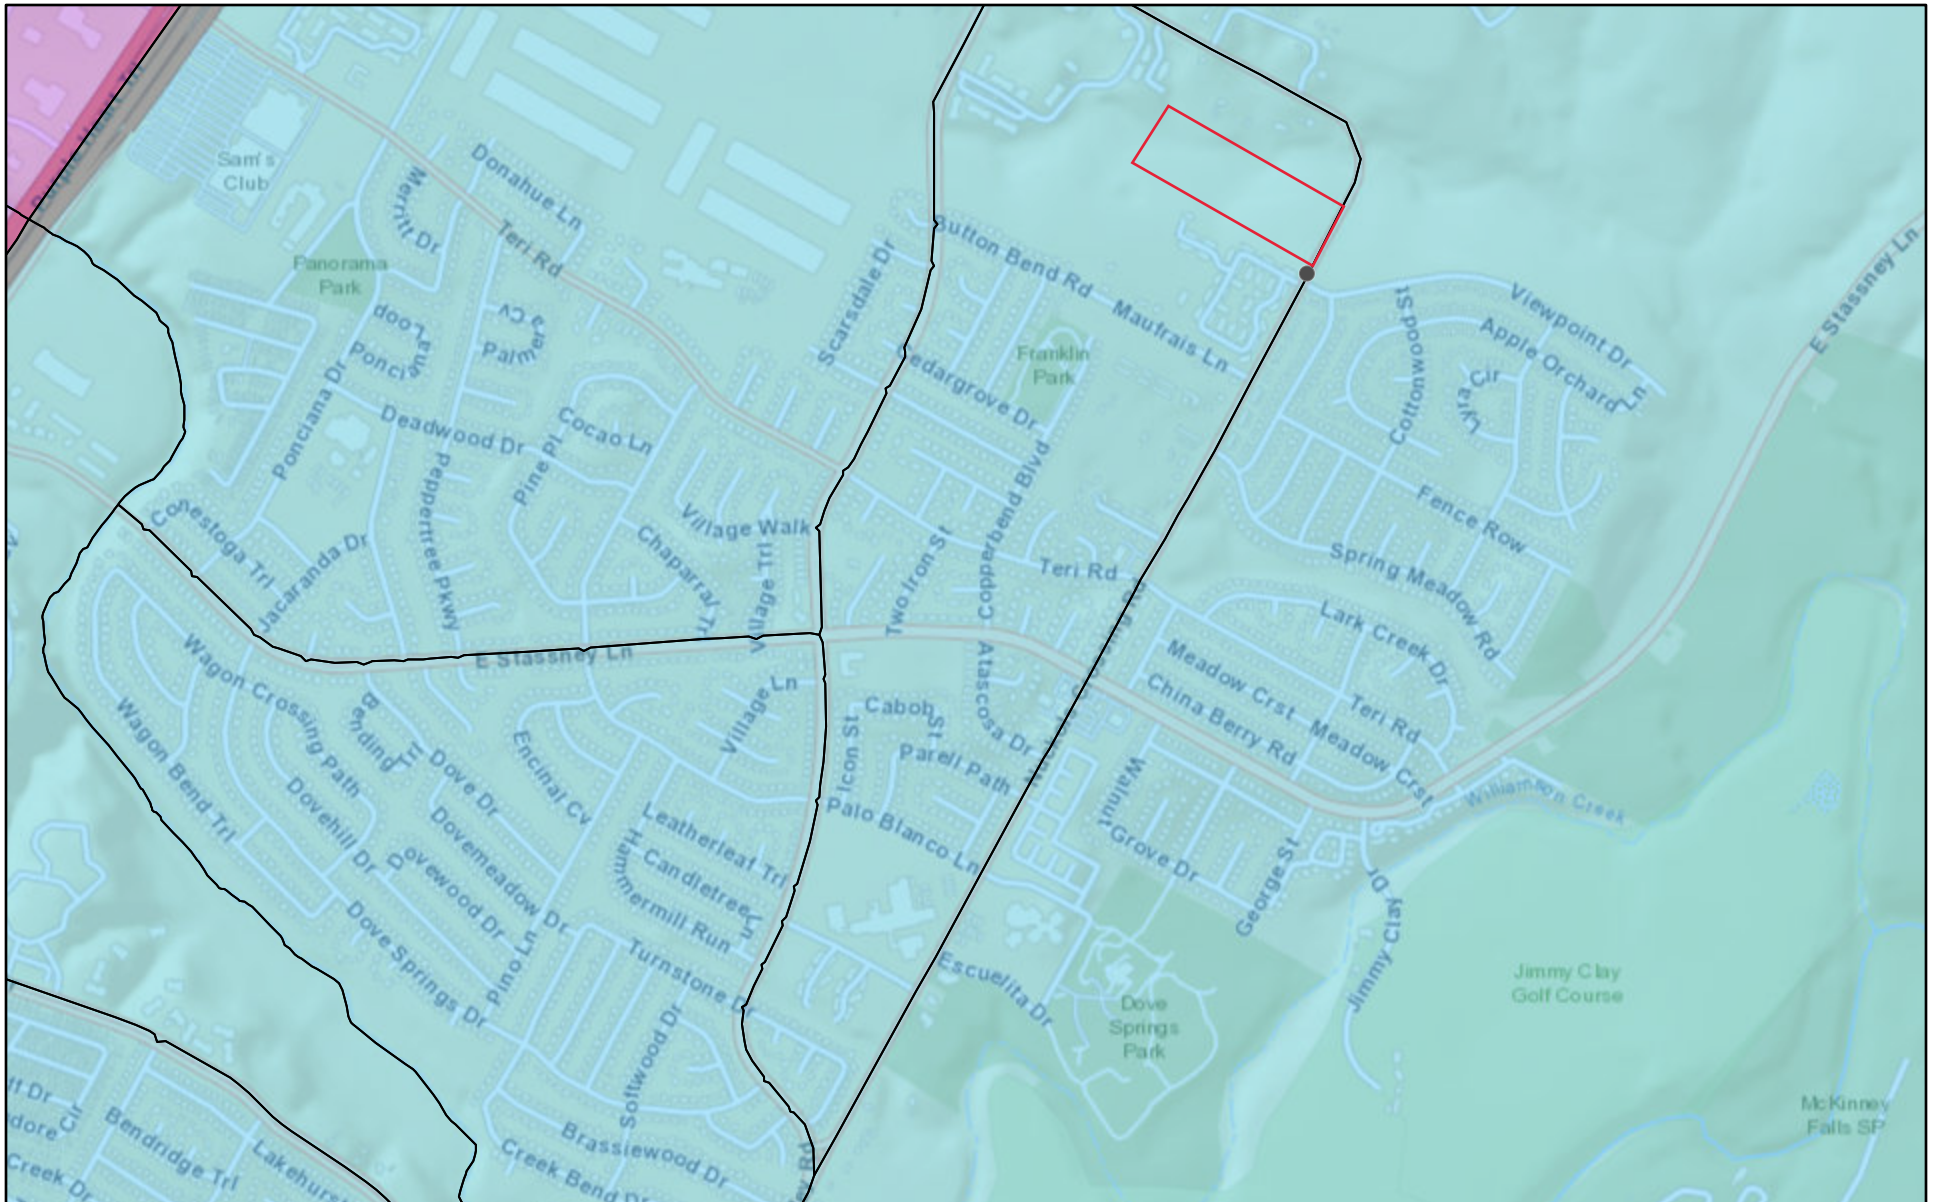 Sam's
Club
Donahue Ln
Merritt Dr
Teri Rd
Panorama
Park
Scarsdale Dr
Sutton Bend Rd
Maufrais Ln
E Stassney Ln
Viewpoint Dr
Apple Orchard Ln
Cottonwood St
Lyra Cir
Palmera Cv
Ponciana
Loop
Franklin
Park
Cedargrove Dr
Ponciana Dr
Deadwood Dr
Cocao Ln
Pine Pl
Peppertree Pkwy
Copperbend Blvd
Fence Row
Conestoga Trl
Jacaranda Dr
Village Walk
Village Trl
Chaparral Trl
Two Iron St
Teri Rd
Spring Meadow Rd
Lark Creek Dr
E Stassney Ln
Wagon Crossing Path
Wagon Bend Trl
Bending Trl
Village Ln
Cabob St
Icon St
Atascosa Dr
Parell Path
Meadow Crst
China Berry Rd
Teri Rd
Meadow Crst
Encinal Cv
Dove Dr
Dovehill Dr
Dovemeadow Dr
Dovewood Dr
Palo Blanco Ln
Walnut
Grove Dr
Williamson Creek
George St
Jimmy Clay Dr
Leatherleaf Trl
Candletree Ln
Hammermill Run
Dove Springs Dr
Pino Ln
Turnstone Dr
Escuelita Dr
Jimmy Clay
Golf Course
Dove
Springs
Park
Softwood Dr
Brassiewood Dr
Creek Bend Dr
McKinney
Falls SP
Cir
Bendridge Trl
Creek Dr